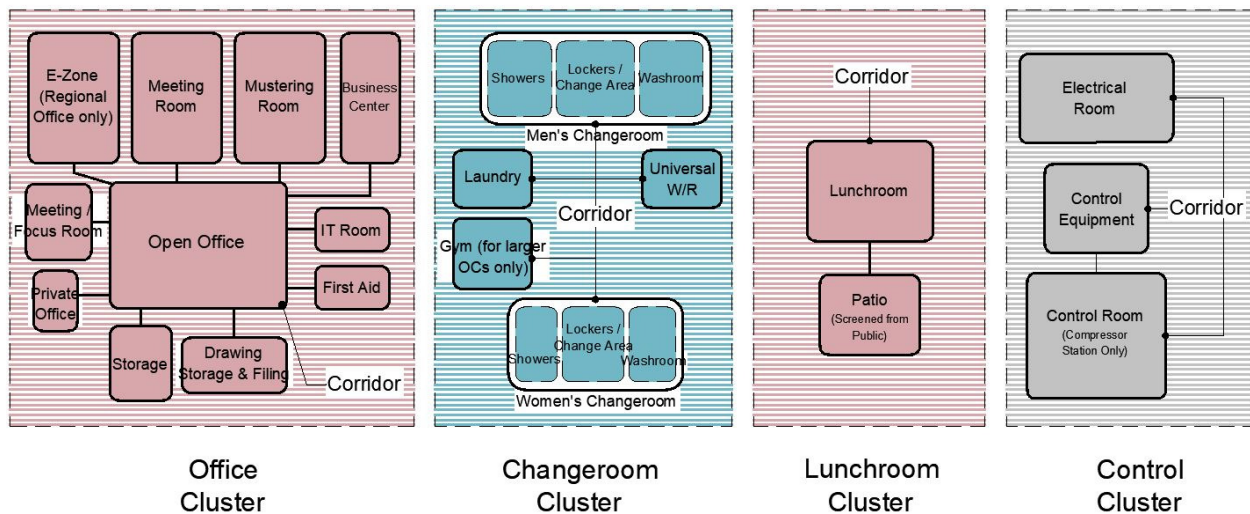 E-Zone
(Regional
Office only)
Meeting
Room
Mustering
Room
Business
Center
Meeting /
Focus Room
Open Office
IT Room
Private
Office
First Aid
Storage
Drawing
Storage & Filing
Corridor
Office
Cluster
Showers
Lockers /
Change Area
Washroom
Men's Changeroom
Laundry
Universal
W/R
Corridor
Gym (for larger
OCs only)
Showers
Lockers /
Change Area
Washroom
Women's Changeroom
Changeroom
Cluster
Corridor
Lunchroom
Patio
(Screened from
Public)
Lunchroom
Cluster
Electrical
Room
Control
Equipment
Corridor
Control Room
(Compressor
Station Only)
Control
Cluster